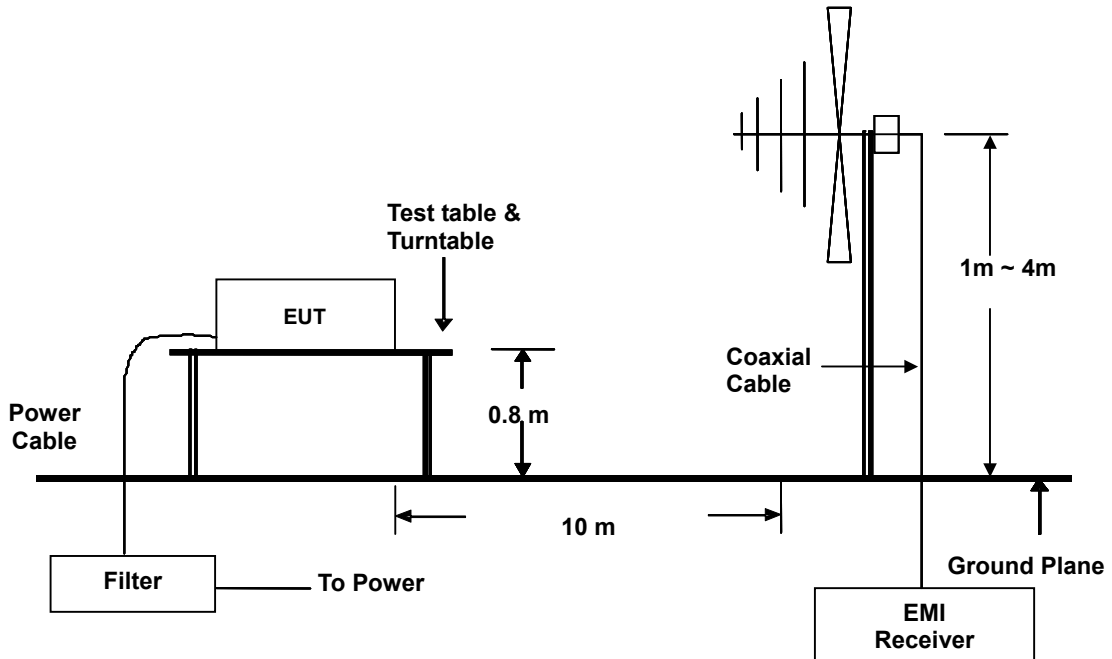 Test table &
Turntable
EUT
1m ~ 4m
Coaxial
Cable
0.8 m
Power
Cable
10 m
Filter
To Power
Ground Plane
EMI
Receiver